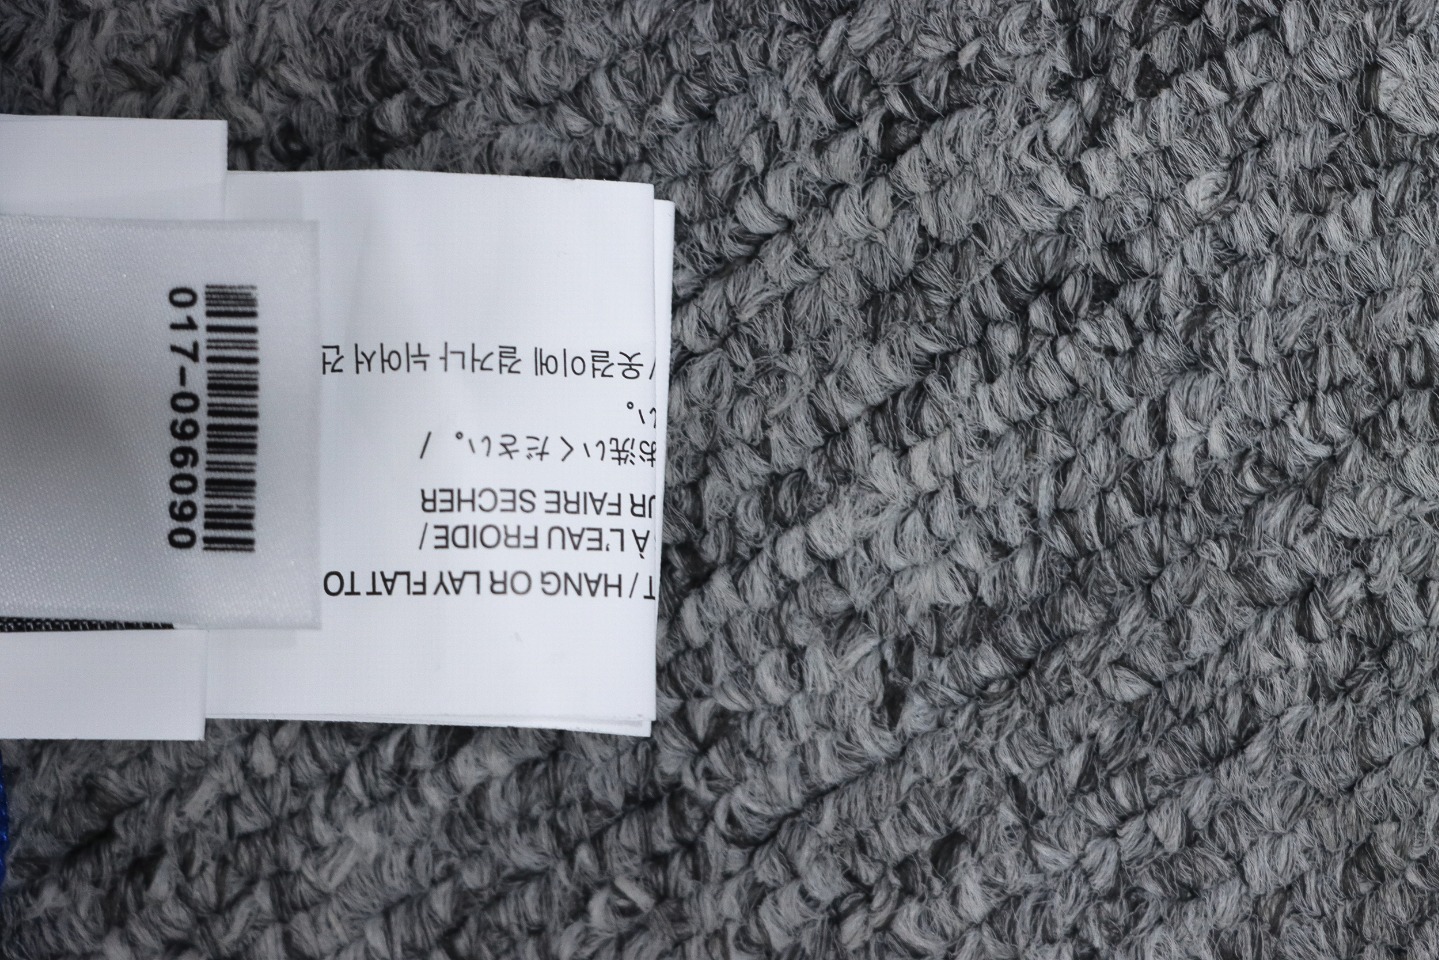 017-096090
T / HANG OR LAY FLAT TO
À L'EAU FROIDE/
UR FAIRE SECHER
お洗いください。 /
い。
/ 옷걸이에 걸거나 뉘어서 건